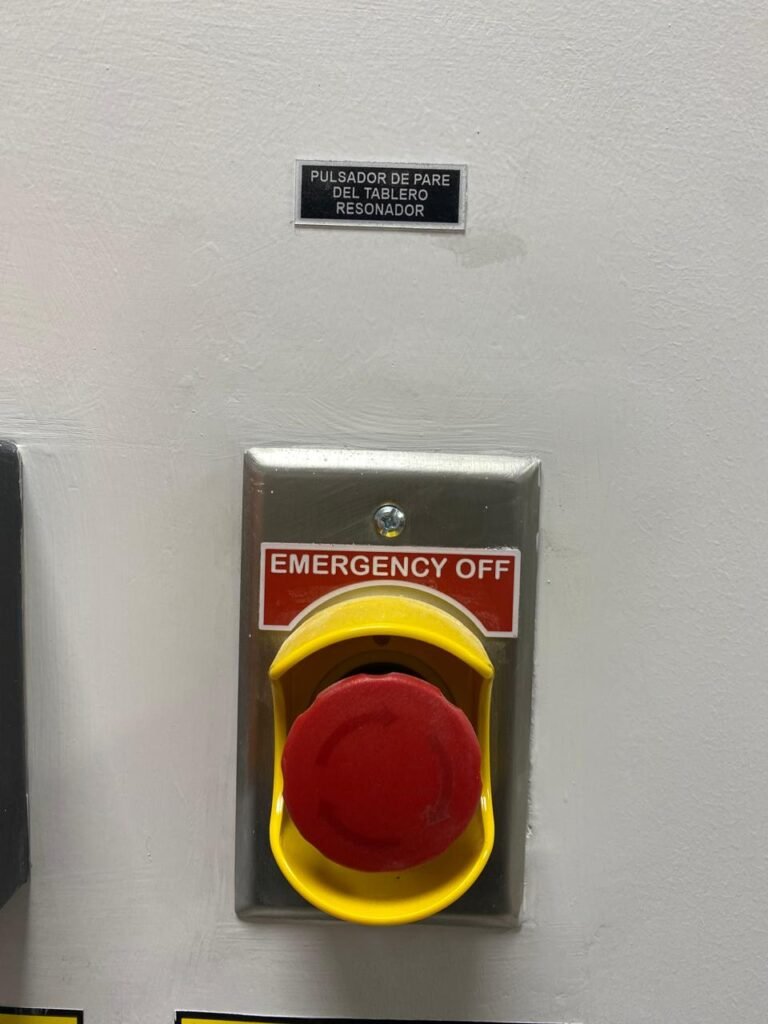 PULSADOR DE PARE
DEL TABLERO
RESONADOR
EMERGENCY OFF